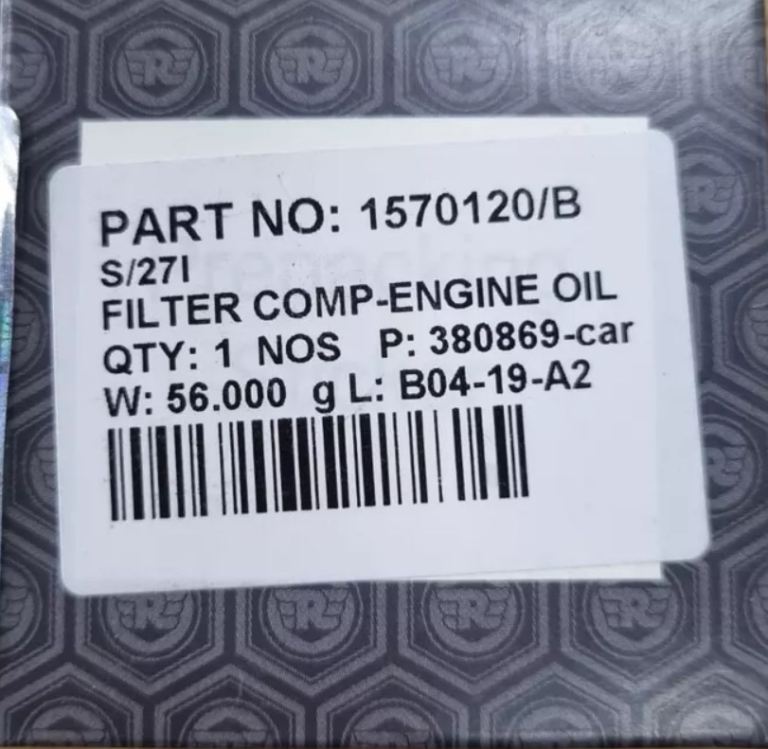 PART NO: 1570120/B
S/27I
FILTER COMP-ENGINE OIL
QTY: 1 NOS P: 380869-car
W: 56.000 g L: B04-19-A2